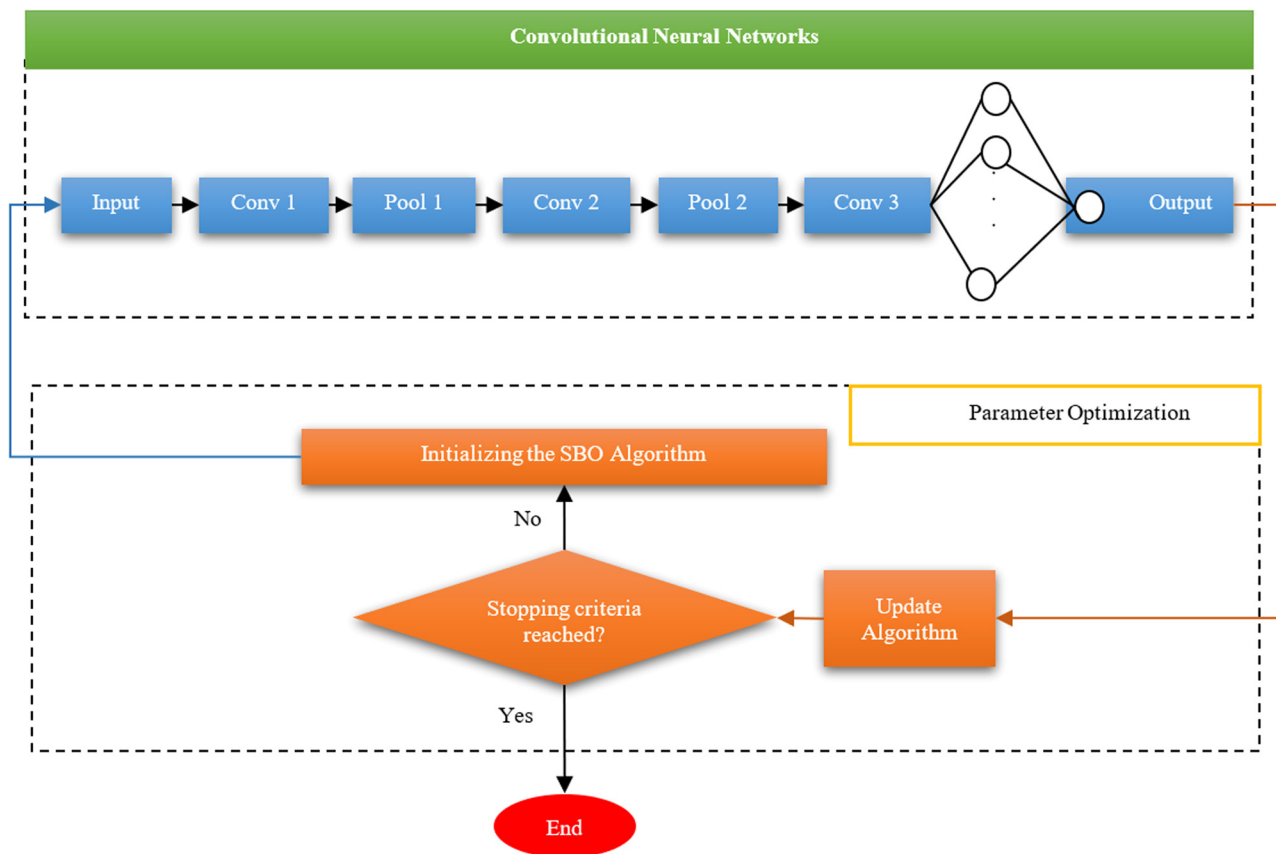 Convolutional Neural Networks
Input
Conv 1
Pool 1
Conv 2
Pool 2
Conv 3
Output
Parameter Optimization
Initializing the SBO Algorithm
No
Stopping criteria
reached?
Update
Algorithm
Yes
End